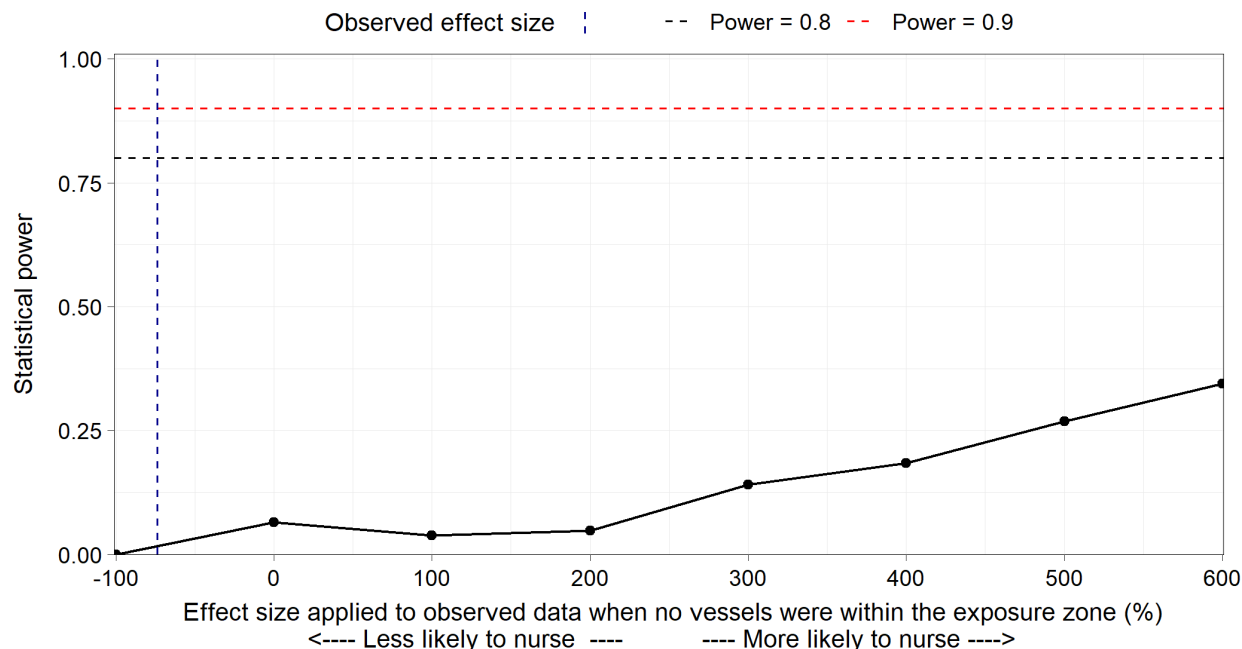 Observed effect size Power = 0.8 Power = 0.9
1.00
0.75
0.50
0.25
0.00
Statistical power
-100 0 100 200 300 400 500 600
Effect size applied to observed data when no vessels were within the exposure zone (%)
<---- Less likely to nurse ---- ---- More likely to nurse ---->